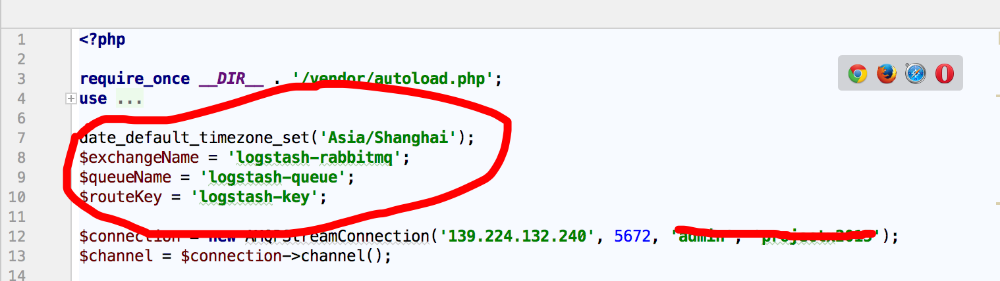 1 <?php
2
3 require_once __DIR__ . '/vendor/autoload.php';
4 use ...
6
7 date_default_timezone_set('Asia/Shanghai');
8 $exchangeName = 'logstash-rabbitmq';
9 $queueName = 'logstash-queue';
10 $routeKey = 'logstash-key';
11
12 $connection = new AMQPStreamConnection('139.224.132.240', 5672, );
13 $channel = $connection->channel();
14